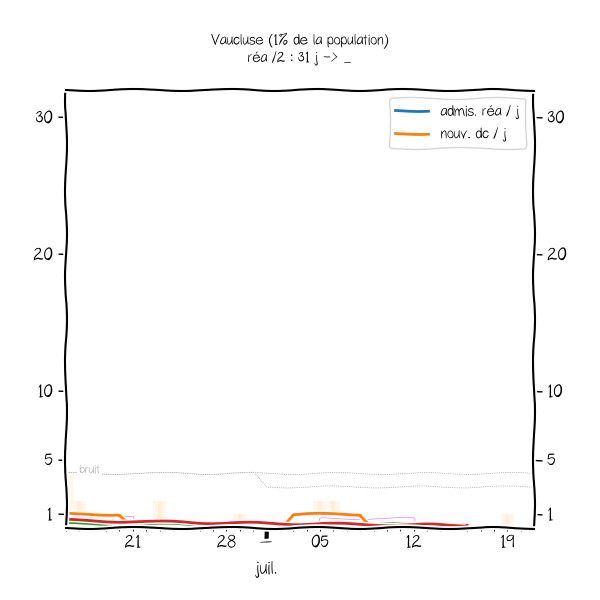 Vaucluse (1% de la population)
réa /2 : 31 j -> _
admis. réa / j
nouv. dc / j
30
30
20
20
10
10
5
5
bruit
1
1
21
28
_
05
12
19
juil.